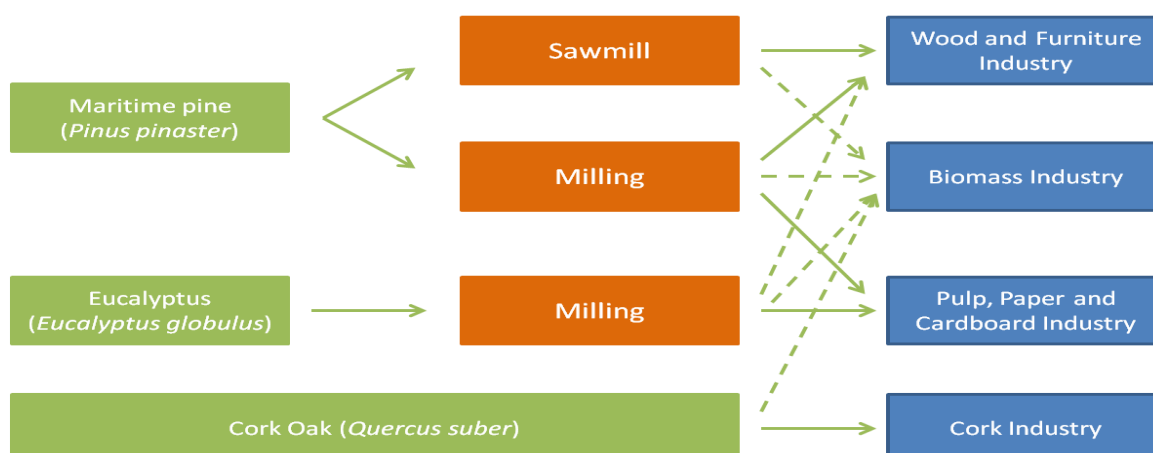 Sawmill
Wood and Furniture
Industry
Maritime pine
(Pinus pinaster)
Milling
Biomass Industry
Eucalyptus
(Eucalyptus globulus)
Milling
Pulp, Paper and
Cardboard Industry
Cork Oak (Quercus suber)
Cork Industry